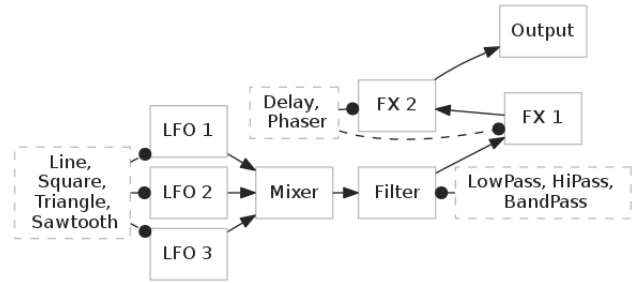 Output
Delay,
Phaser
FX 2
FX 1
LFO 1
Line,
Square,
Triangle,
Sawtooth
LFO 2
Mixer
Filter
LowPass, HiPass,
BandPass
LFO 3